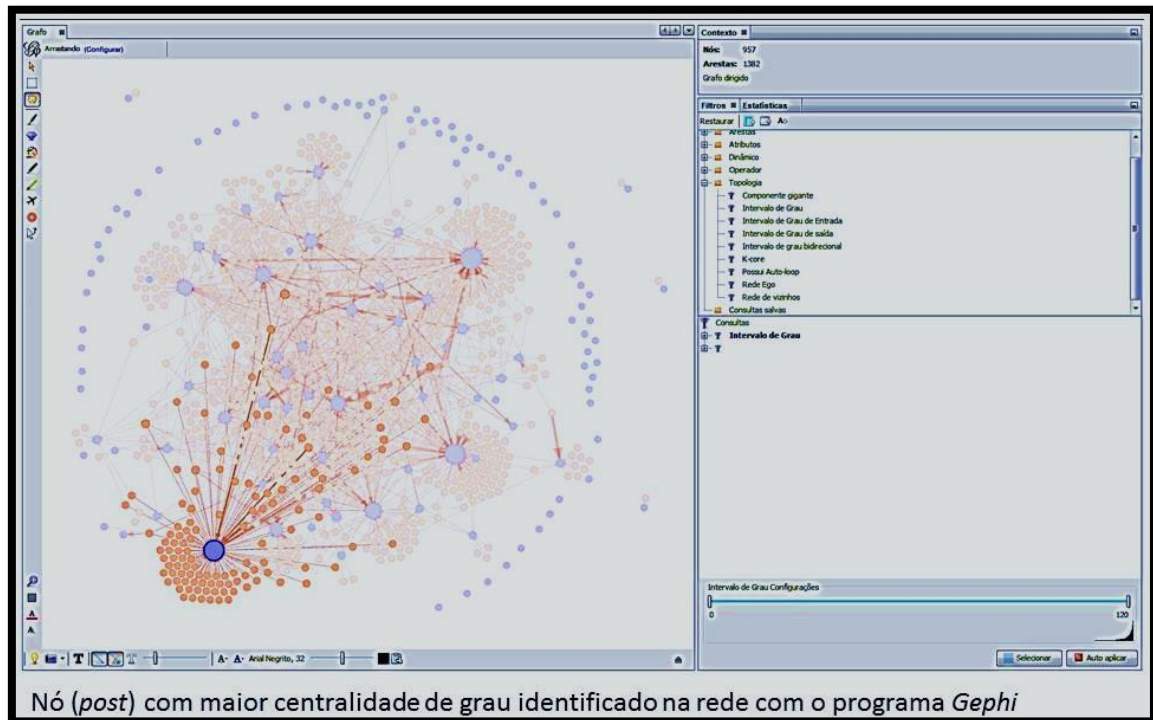 Grafo
Arrastando (Configurar)
Contexto
Nós: 957
Arestas: 1382
Grafo dirigido
Filtros Estatísticas
Restaurar
Arestas
Atributos
Dinâmico
Operador
Topologia
Componente gigante
Intervalo de Grau
Intervalo de Grau de Entrada
Intervalo de Grau de saída
Intervalo de grau bidirecional
K-core
Possui Auto-loop
Rede Ego
Rede de vizinhos
Consultas salvas
Consultas
Intervalo de Grau
Intervalo de Grau Configurações
0 120
Selecionar Auto aplicar
T T A- A- Arial Negrito, 32
Nó (post) com maior centralidade de grau identificado na rede com o programa Gephi